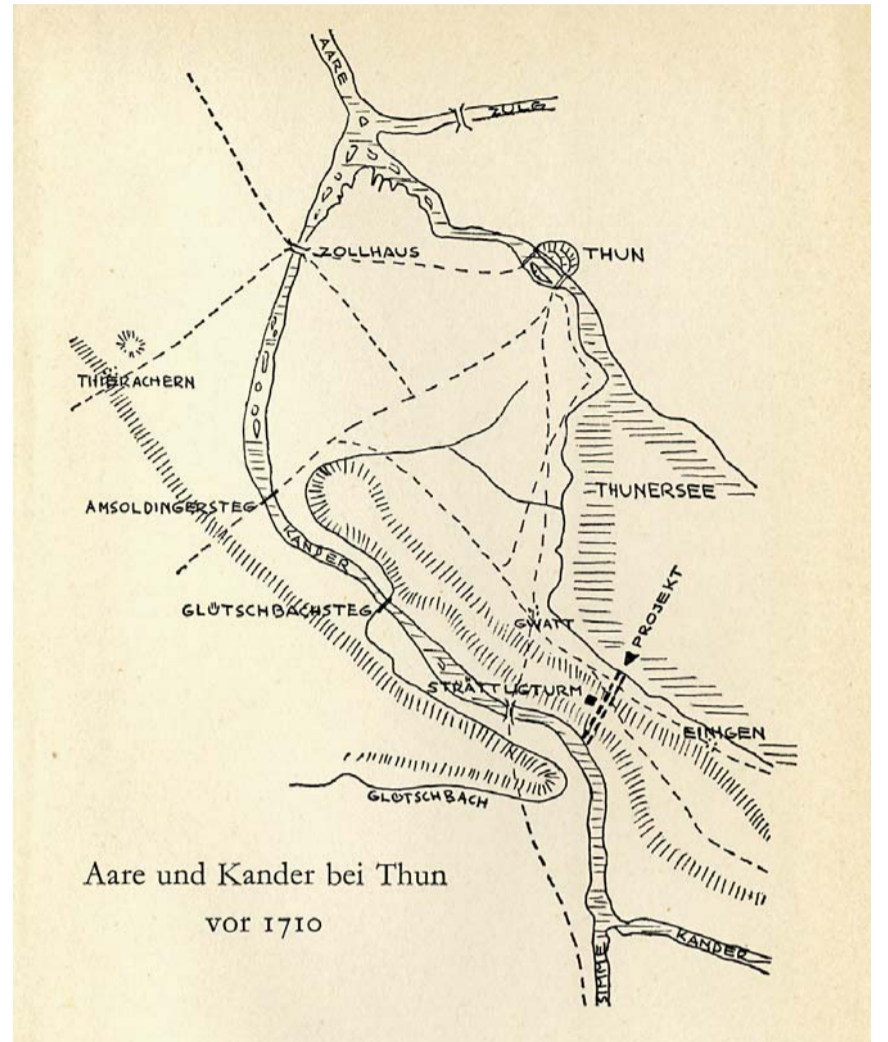 AARE
ZULG
ZOLLHAUS
THUN
THIERACHERN
THUNERSEE
AMSOLDINGERSTEG
KANDER
GLÜTSCHBACHSTEG
GWATT
PROJEKT
STRÄTTLIGTURM
EINIGEN
GLÜTSCHBACH
Aare und Kander bei Thun
vor 1710
KANDER
SIMME